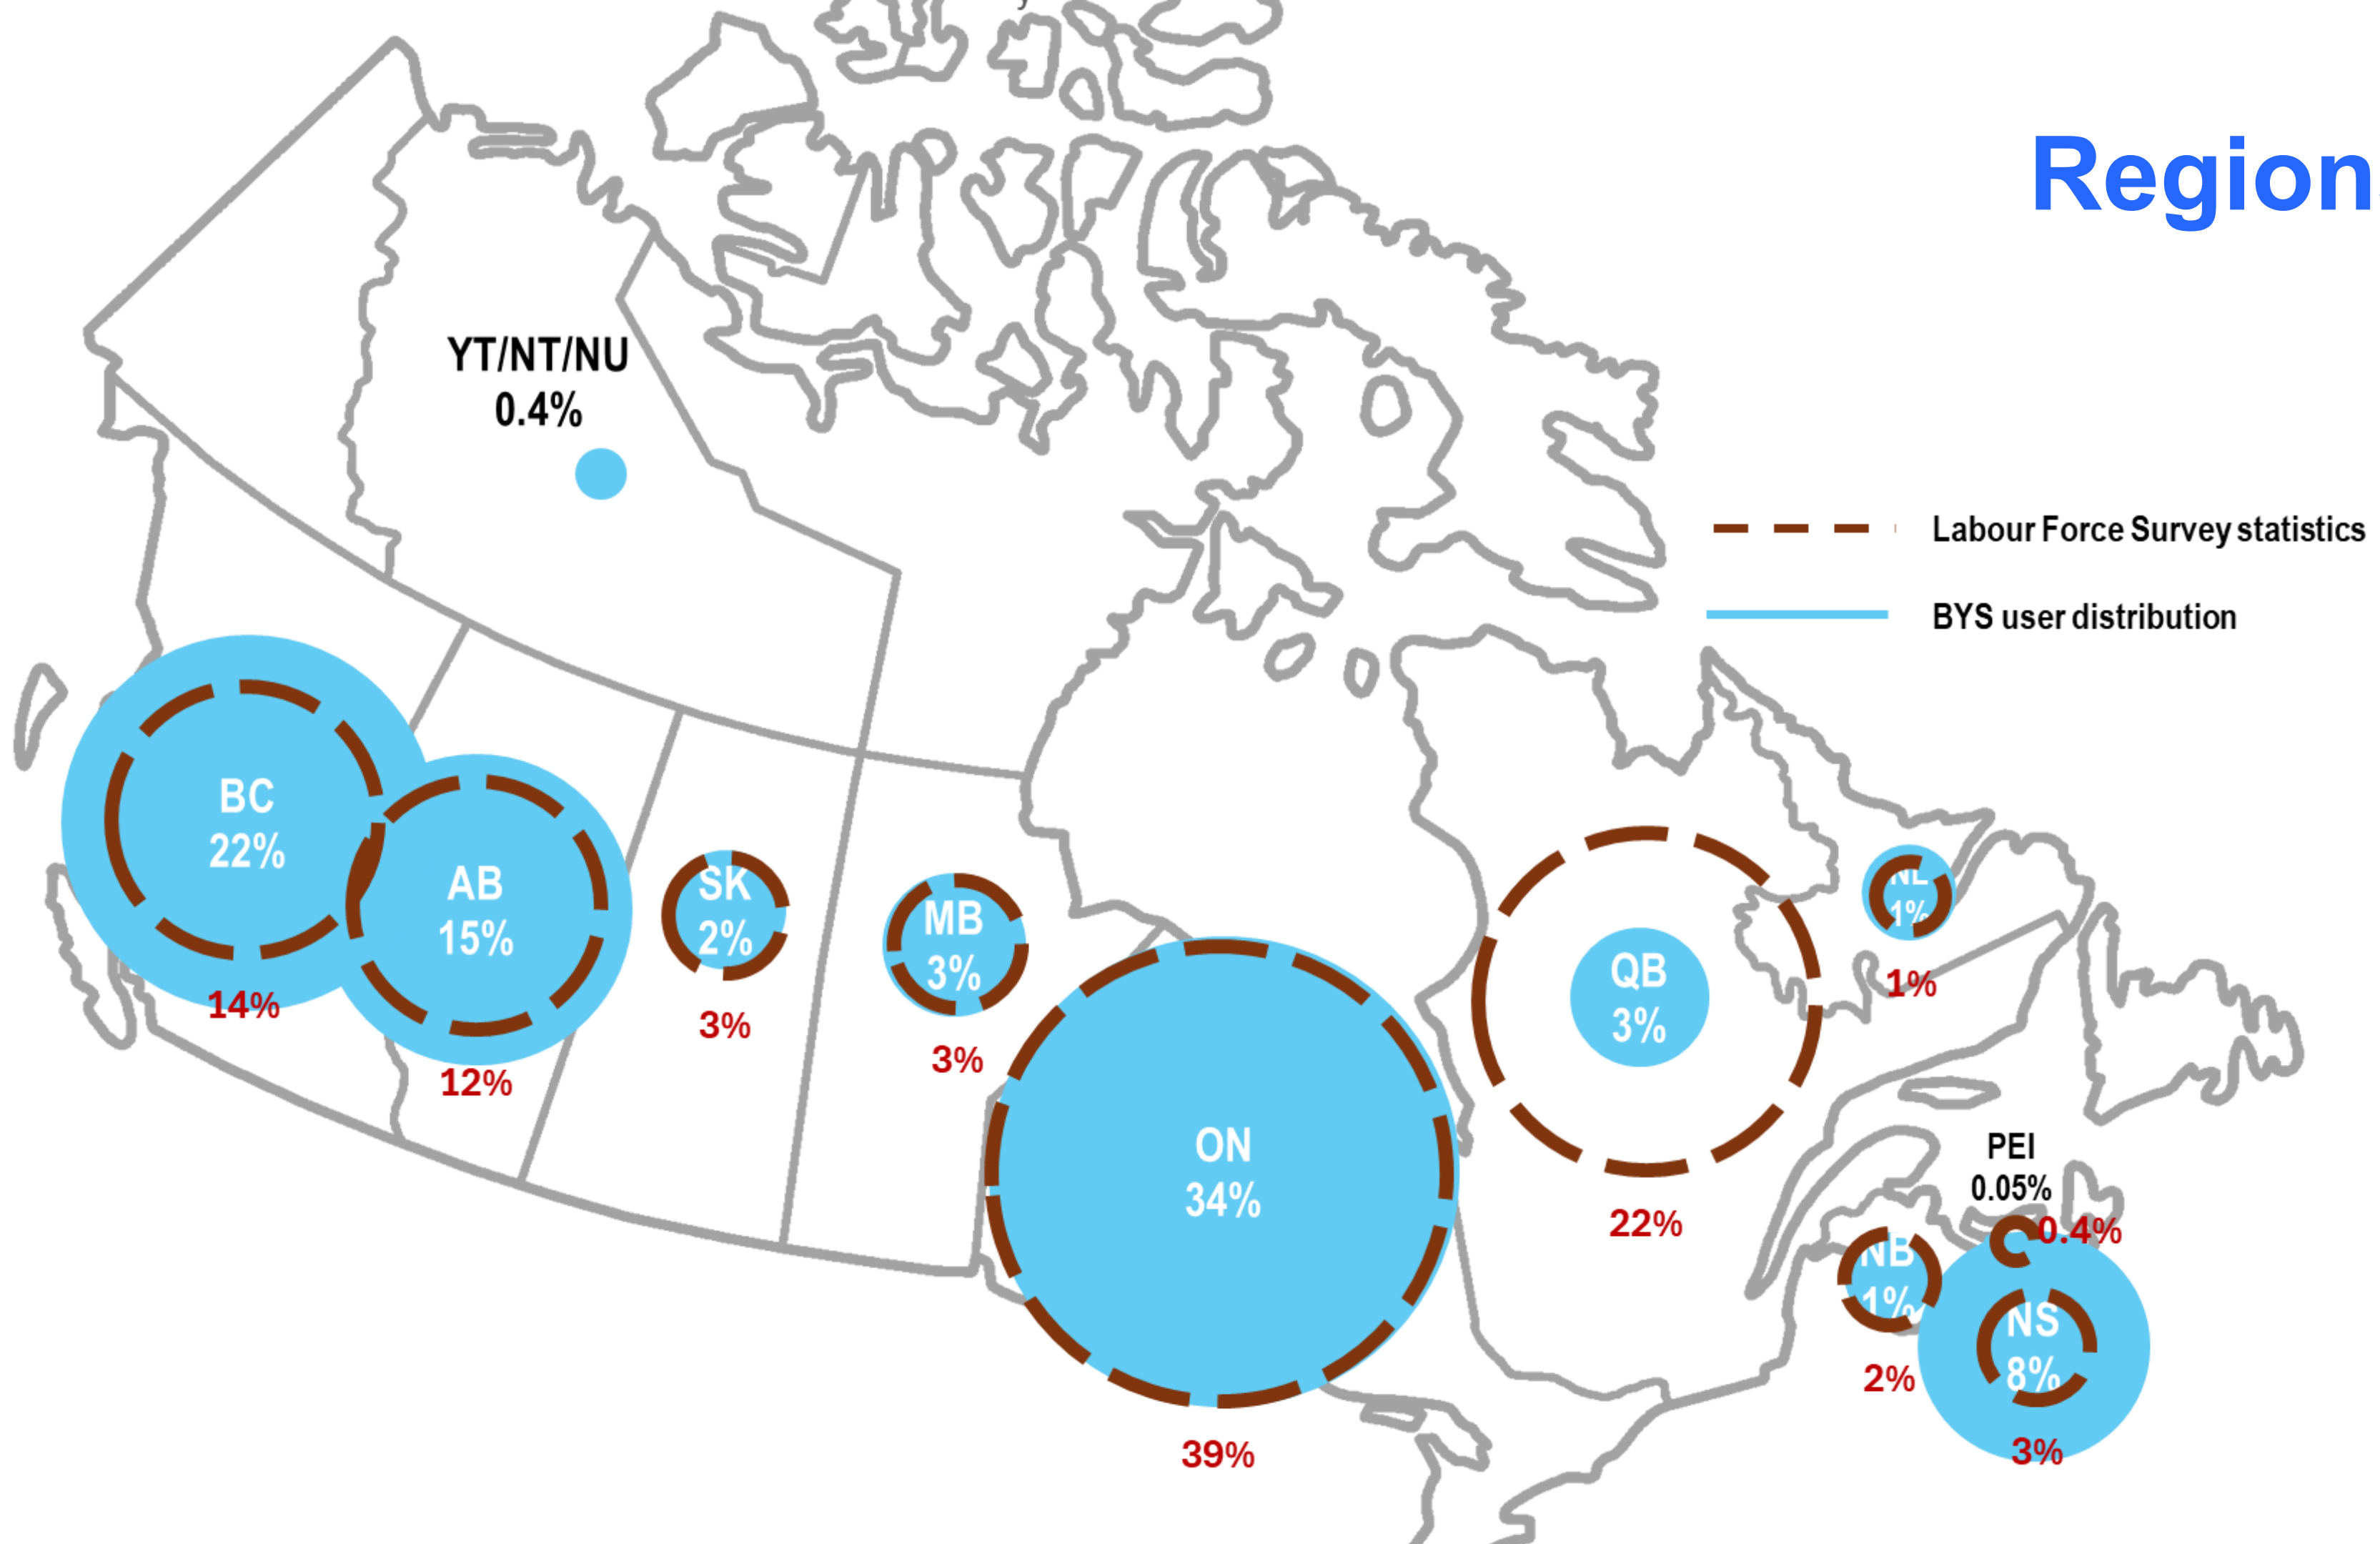 Region
YT/NT/NU
0.4%
Labour Force Survey statistics
BYS user distribution
BC
22%
14%
AB
15%
12%
SK
2%
3%
MB
3%
3%
ON
34%
39%
QB
3%
22%
NL
1%
1%
PEI
0.05%
0.4%
NB
1%
2%
NS
8%
3%